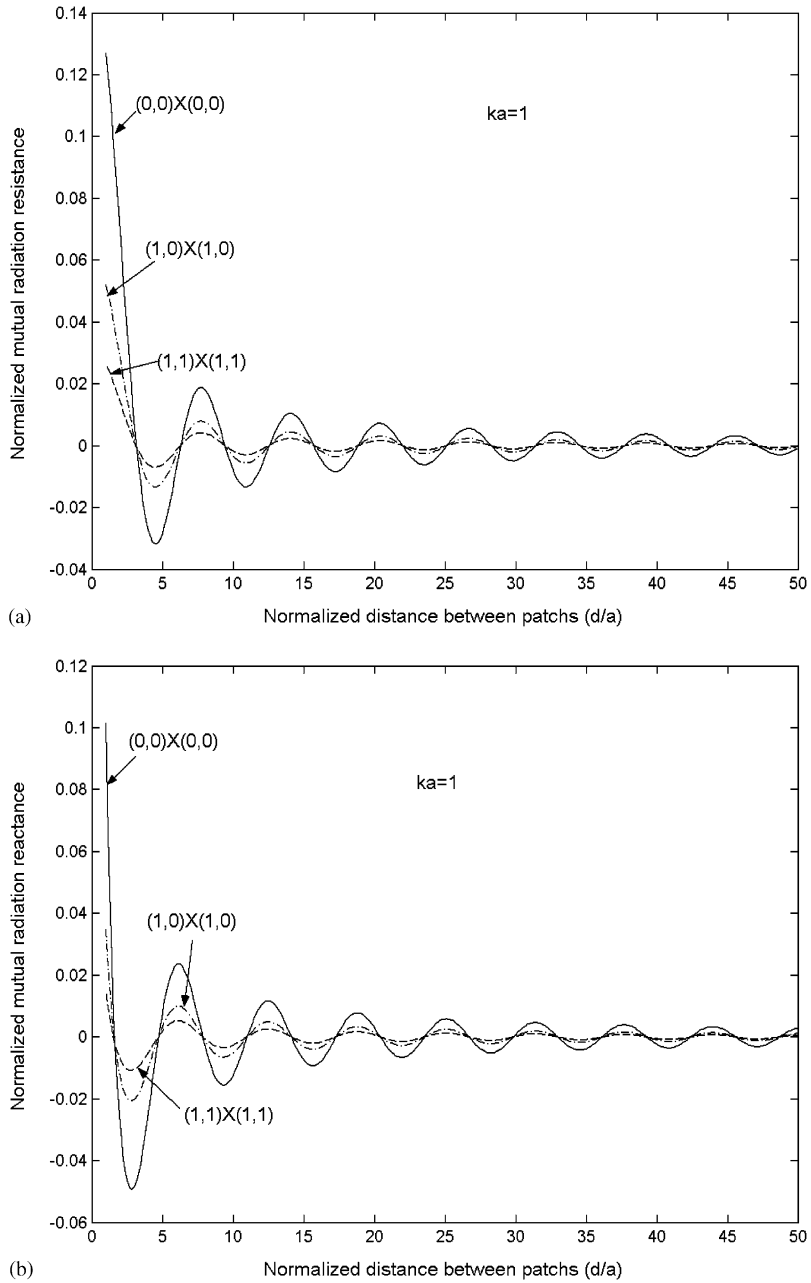 0.14
0.12
0.1
0.08
0.06
0.04
0.02
0
-0.02
-0.04
Normalized mutual radiation resistance
(0,0)X(0,0)
ka=1
(1,0)X(1,0)
(1,1)X(1,1)
0 5 10 15 20 25 30 35 40 45 50
(a)
Normalized distance between patchs (d/a)
0.12
0.1
0.08
0.06
0.04
0.02
0
-0.02
-0.04
-0.06
Normalized mutual radiation reactance
(0,0)X(0,0)
ka=1
(1,0)X(1,0)
(1,1)X(1,1)
0 5 10 15 20 25 30 35 40 45 50
(b)
Normalized distance between patchs (d/a)